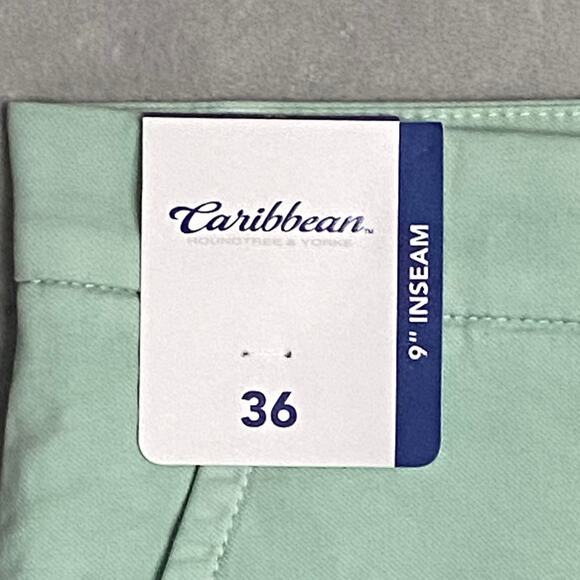 Caribbean™
ROUNDTREE & YORKE
36
9" INSEAM